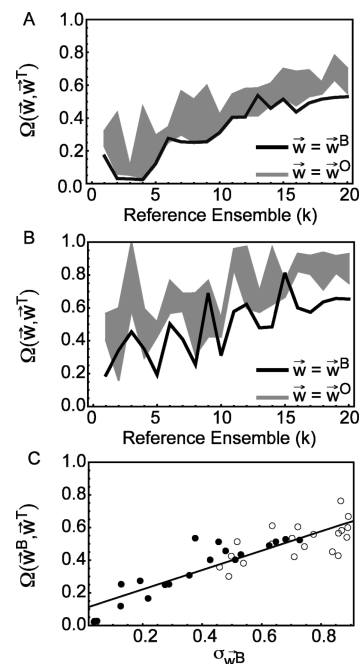 A
1.0
0.8
0.6
0.4
0.2
0.0
Ω(w⃗,w⃗ᵀ)
w⃗ = w⃗ᴮ
w⃗ = w⃗ᴼ
0 5 10 15 20
Reference Ensemble (k)
B
1.0
0.8
0.6
0.4
0.2
0.0
Ω(w⃗,w⃗ᵀ)
w⃗ = w⃗ᴮ
w⃗ = w⃗ᴼ
0 5 10 15 20
Reference Ensemble (k)
C
1.0
0.8
0.6
0.4
0.2
0.0
Ω(w⃗ᴮ,w⃗ᵀ)
0.2 0.4 0.6 0.8
σw⃗B